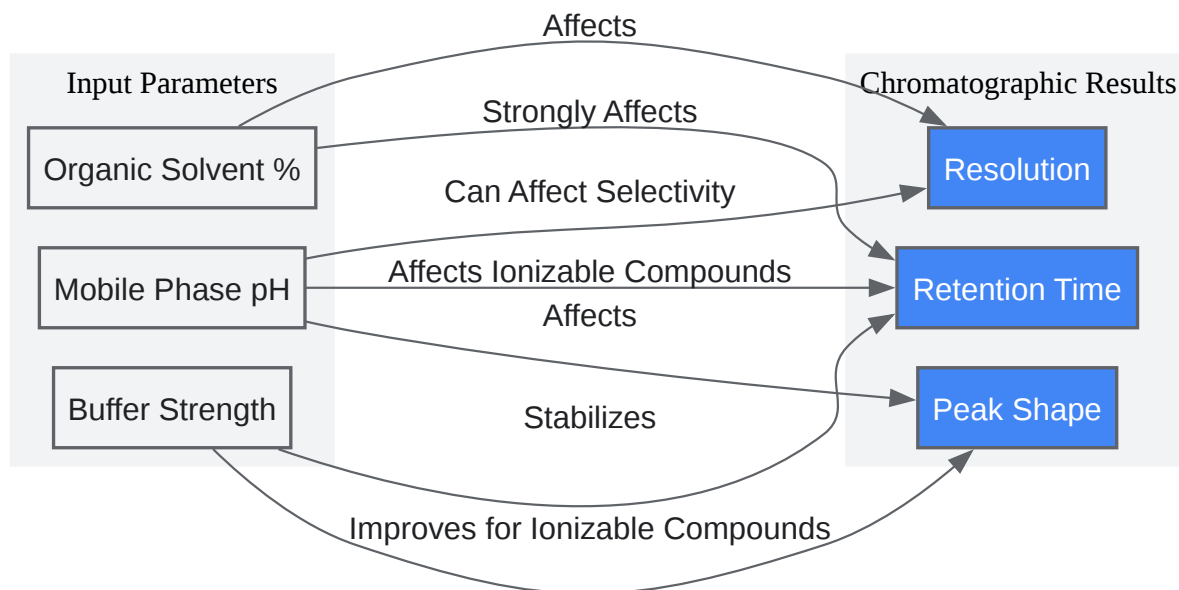 Affects
Input Parameters
Chromatographic Results
Strongly Affects
Organic Solvent %
Resolution
Can Affect Selectivity
Mobile Phase pH
Affects Ionizable Compounds
Retention Time
Affects
Buffer Strength
Stabilizes
Peak Shape
Improves for Ionizable Compounds